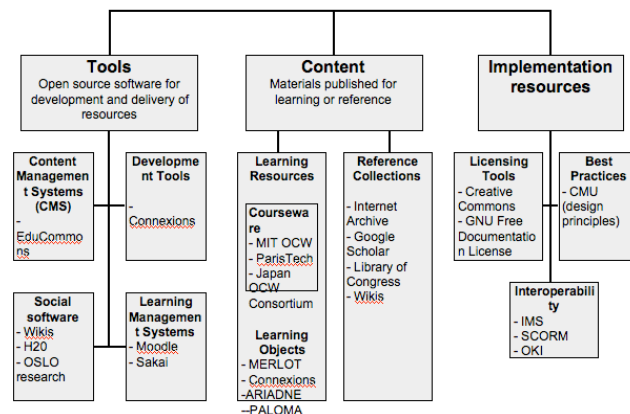 Tools
Open source software for
development and delivery of
resources
Content
Materials published for
learning or reference
Implementation
resources
Content
Managemen
t Systems
(CMS)
-
EduCommo
ns
Developme
nt Tools
-
Connexions
Social
software
- Wikis
- H20
- OSLO
research
Learning
Managemen
t Systems
- Moodle
- Sakai
Learning
Resources
Coursewa
re
- MIT OCW
- ParisTech
- Japan
OCW
Consortium
Learning
Objects
- MERLOT
- Connexions
-ARIADNE
--PALOMA
Reference
Collections
- Internet
Archive
- Google
Scholar
- Library of
Congress
- Wikis
Licensing
Tools
- Creative
Commons
- GNU Free
Documentatio
n License
Best
Practices
- CMU
(design
principles)
Interoperabili
ty
- IMS
- SCORM
- OKI